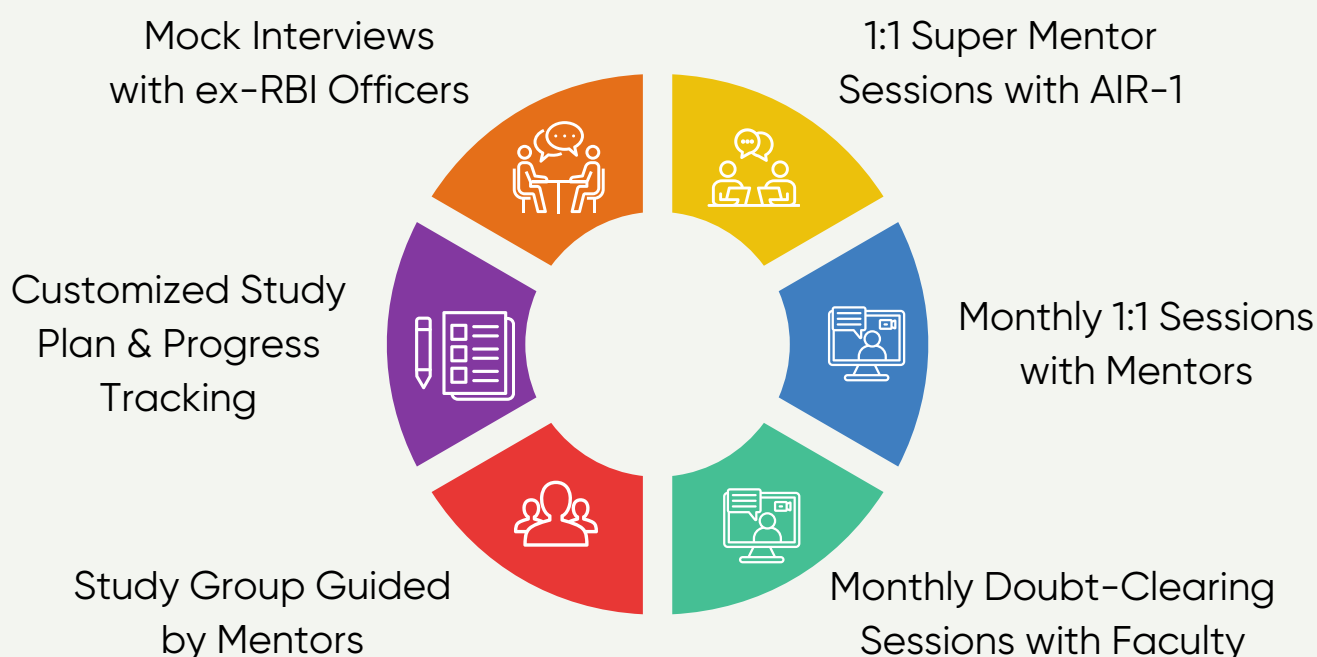 Mock Interviews
with ex-RBI Officers
1:1 Super Mentor
Sessions with AIR-1
Customized Study
Plan & Progress
Tracking
Monthly 1:1 Sessions
with Mentors
Study Group Guided
by Mentors
Monthly Doubt-Clearing
Sessions with Faculty